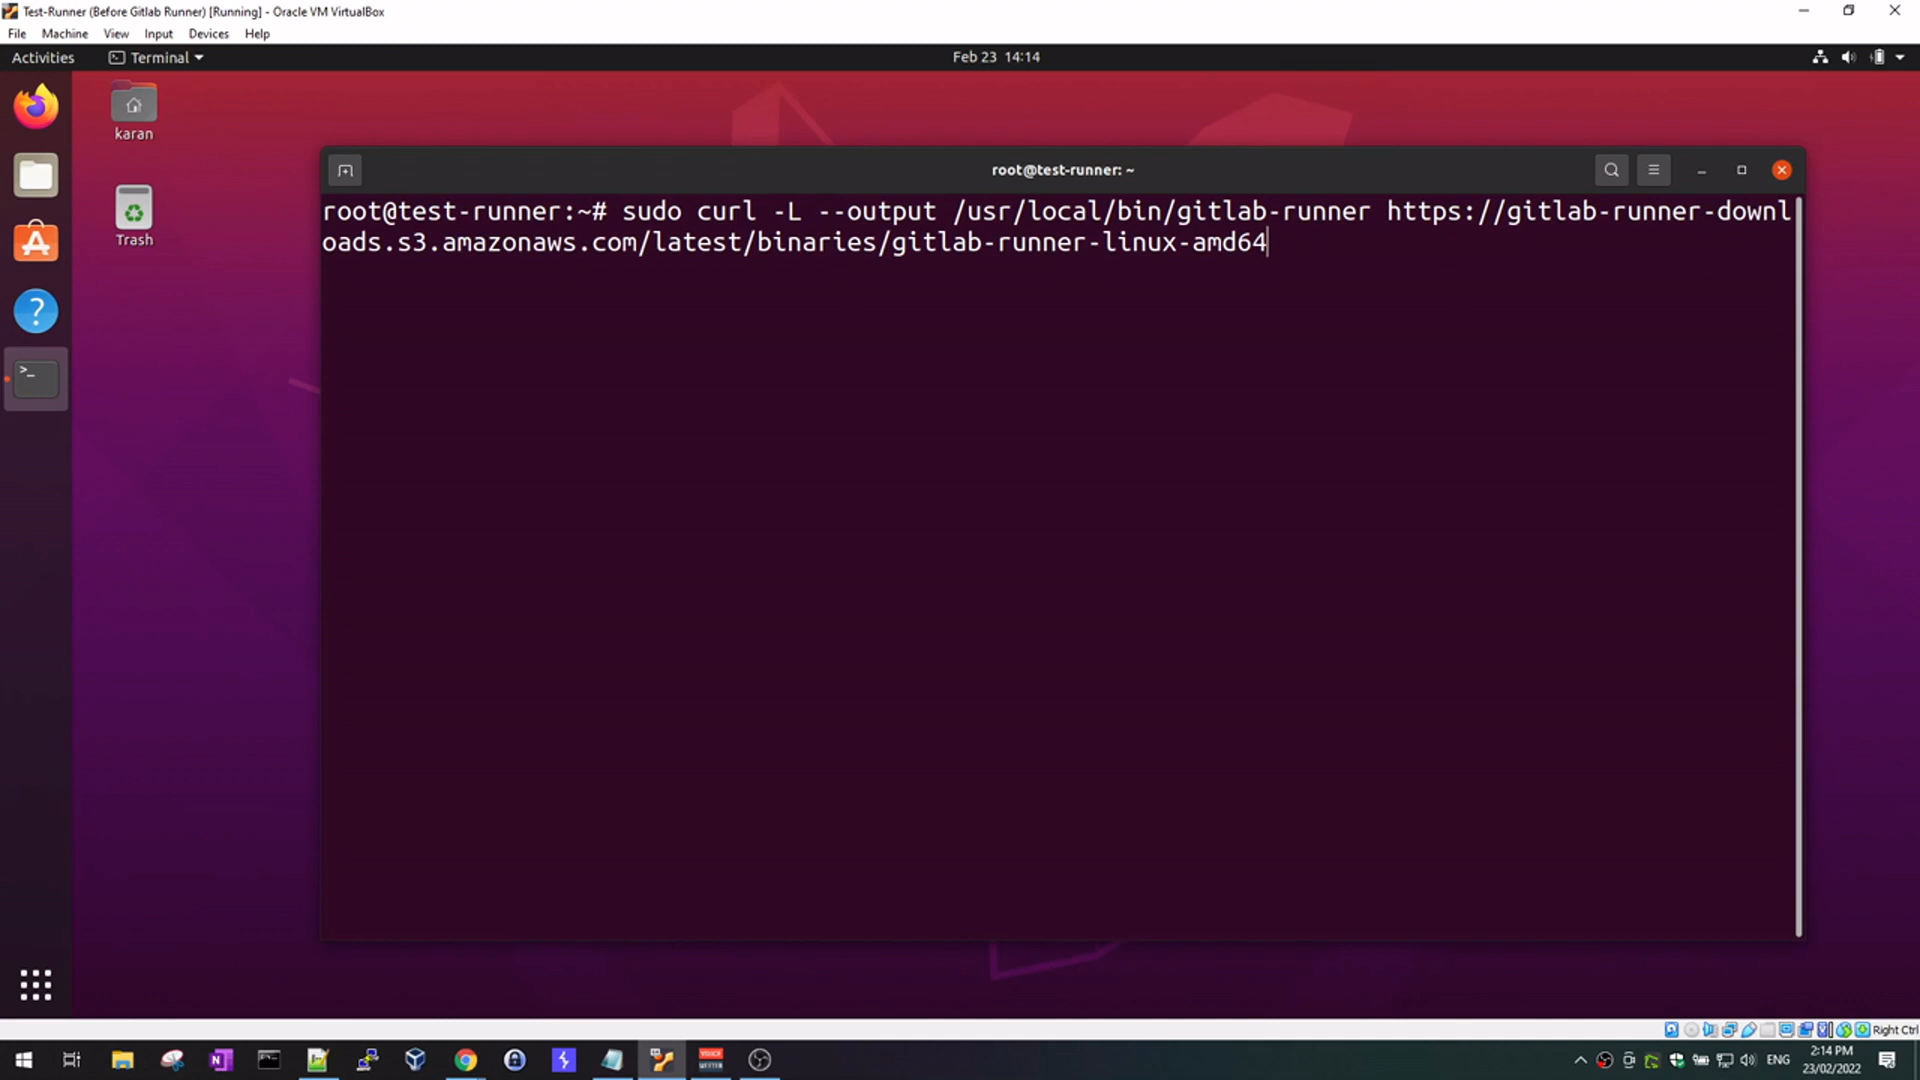 Test-Runner (Before Gitlab Runner) [Running] - Oracle VM VirtualBox
File Machine View Input Devices Help
Activities Terminal Feb 23 14:14
karan
Trash
root@test-runner: ~
root@test-runner:~# sudo curl -L --output /usr/local/bin/gitlab-runner https://gitlab-runner-downl
oads.s3.amazonaws.com/latest/binaries/gitlab-runner-linux-amd64
Right Ctrl
VOICE
MEETER
ENG
2:14 PM
23/02/2022